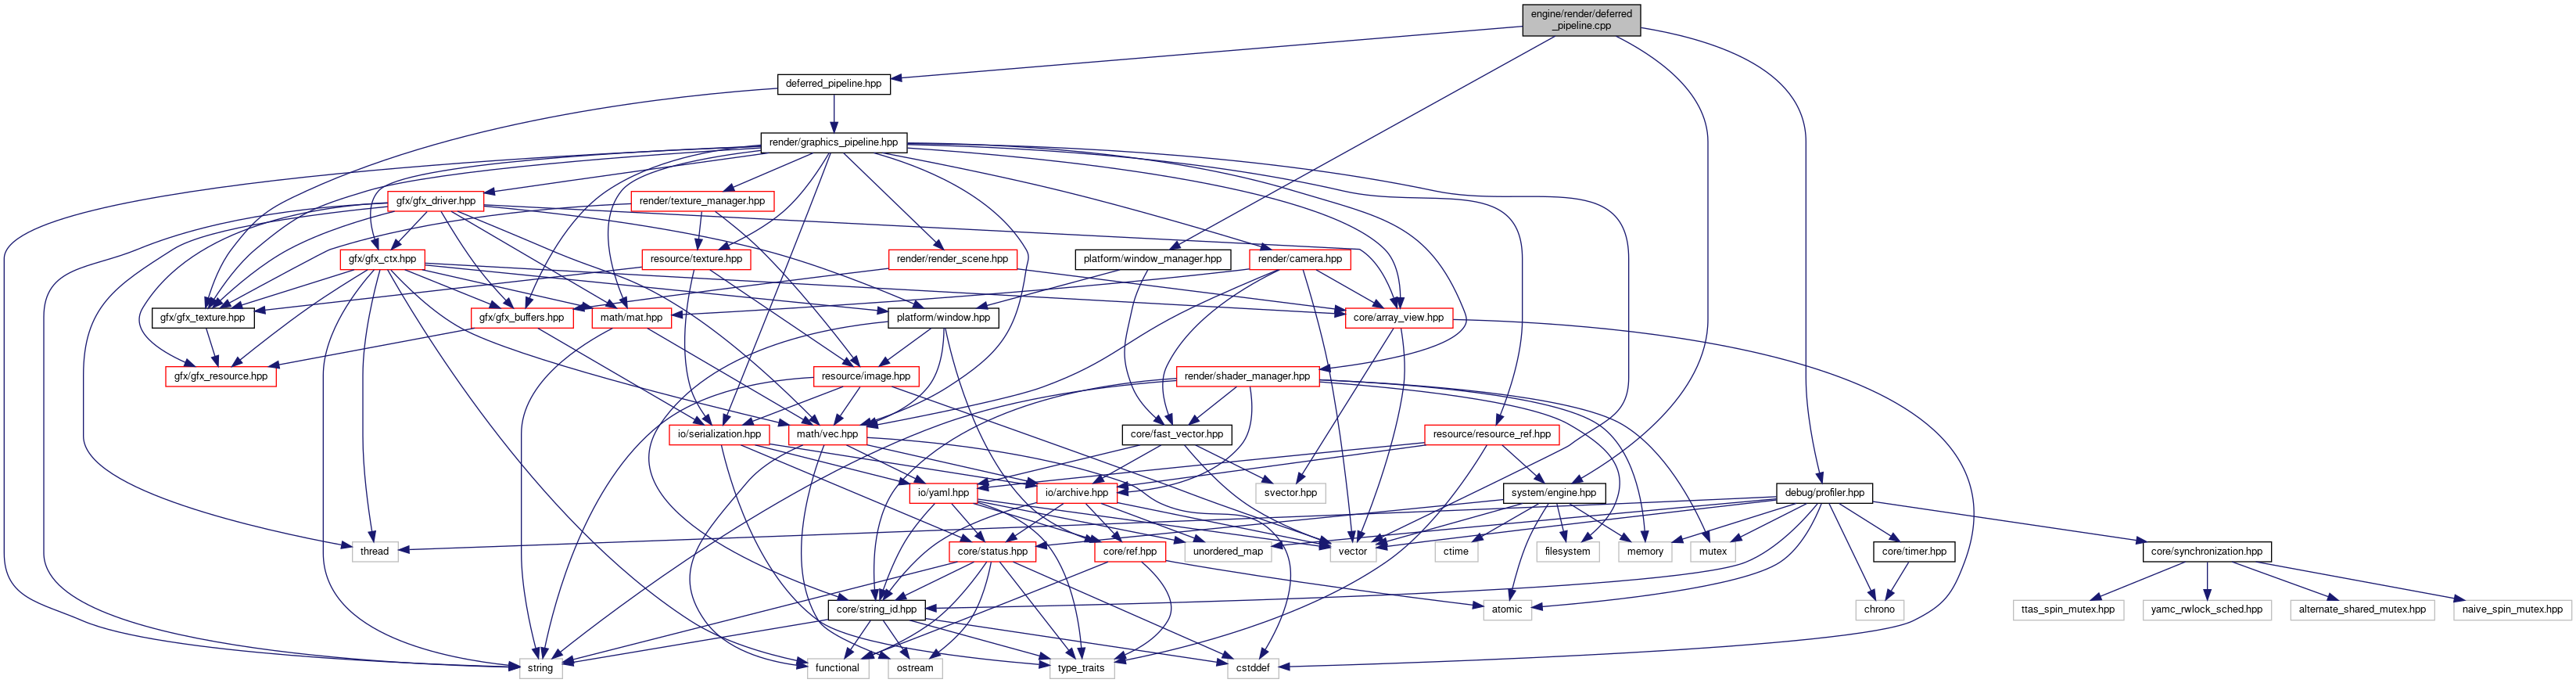 engine/render/deferred
_pipeline.cpp
deferred_pipeline.hpp
render/graphics_pipeline.hpp
gfx/gfx_driver.hpp
render/texture_manager.hpp
gfx/gfx_ctx.hpp
resource/texture.hpp
render/render_scene.hpp
platform/window_manager.hpp
render/camera.hpp
gfx/gfx_texture.hpp
gfx/gfx_buffers.hpp
math/mat.hpp
platform/window.hpp
core/array_view.hpp
gfx/gfx_resource.hpp
resource/image.hpp
render/shader_manager.hpp
io/serialization.hpp
math/vec.hpp
core/fast_vector.hpp
resource/resource_ref.hpp
io/yaml.hpp
io/archive.hpp
svector.hpp
system/engine.hpp
debug/profiler.hpp
thread
core/status.hpp
core/ref.hpp
unordered_map
vector
ctime
filesystem
memory
mutex
core/timer.hpp
core/synchronization.hpp
core/string_id.hpp
atomic
chrono
ttas_spin_mutex.hpp
yamc_rwlock_sched.hpp
alternate_shared_mutex.hpp
naive_spin_mutex.hpp
string
functional
ostream
type_traits
cstddef